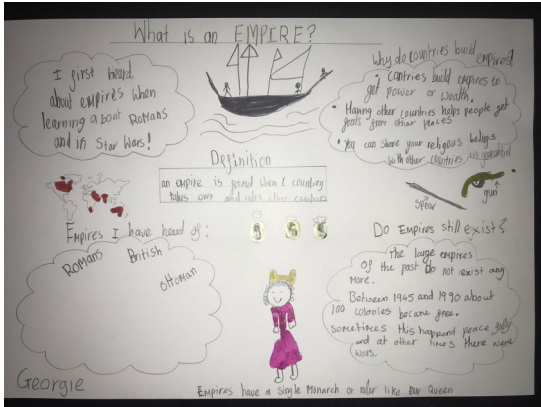 What is an EMPIRE?
I first heard
about empires when
learning about Romans
and in Star Wars!
Why do countries build empires?
Cantries build empires to
get power or wealth.
Having other countries helps people get
goods from other places
You can share your religious beliefs
with other countries
Definition
an empire is formed when 1 country
takes over and rules other countries
spear
gun
Empires I have heard of:
Romans
British
Ottoman
Do Empires still exist?
The large empires
of the past do not exist any
more.
Between 1945 and 1990 about
100 colonies became free.
sometimes this happend peace fully
and at other times there were
wars.
Georgie
Empires have a single Monarch or ruler like our Queen